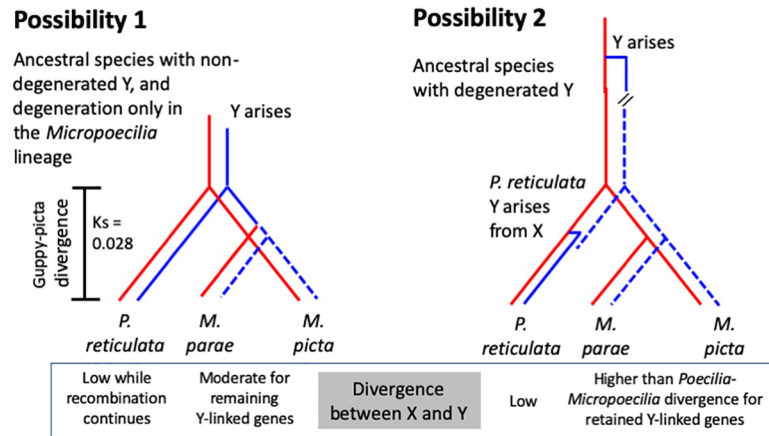 Possibility 1
Ancestral species with non-
degenerated Y, and
degeneration only in
the Micropoecilia
lineage
Y arises
Guppy-picta
divergence
Ks =
0.028
P.
reticulata
M.
parae
M.
picta
Possibility 2
Y arises
Ancestral species
with degenerated Y
P. reticulata
Y arises
from X
P.
reticulata
M.
parae
M.
picta
Low while
recombination
continues
Moderate for
remaining
Y-linked genes
Divergence
between X and Y
Low
Higher than Poecilia-
Micropoecilia divergence for
retained Y-linked genes